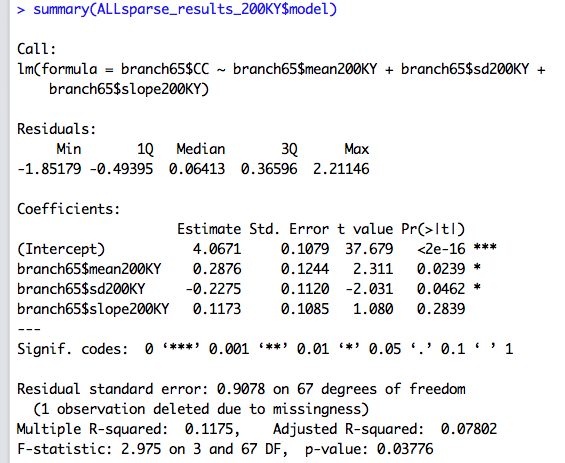 > summary(ALLsparse_results_200KY$model)
Call:
lm(formula = branch65$CC ~ branch65$mean200KY + branch65$sd200KY +
    branch65$slope200KY)
Residuals:
     Min       1Q   Median       3Q      Max
-1.85179 -0.49395  0.06413  0.36596  2.21146
Coefficients:
                    Estimate Std. Error t value Pr(>|t|)
(Intercept)           4.0671     0.1079  37.679   <2e-16 ***
branch65$mean200KY    0.2876     0.1244   2.311   0.0239 *
branch65$sd200KY     -0.2275     0.1120  -2.031   0.0462 *
branch65$slope200KY   0.1173     0.1085   1.080   0.2839
---
Signif. codes:  0 ‘***’ 0.001 ‘**’ 0.01 ‘*’ 0.05 ‘.’ 0.1 ‘ ’ 1
Residual standard error: 0.9078 on 67 degrees of freedom
  (1 observation deleted due to missingness)
Multiple R-squared:  0.1175,    Adjusted R-squared:  0.07802
F-statistic: 2.975 on 3 and 67 DF,  p-value: 0.03776